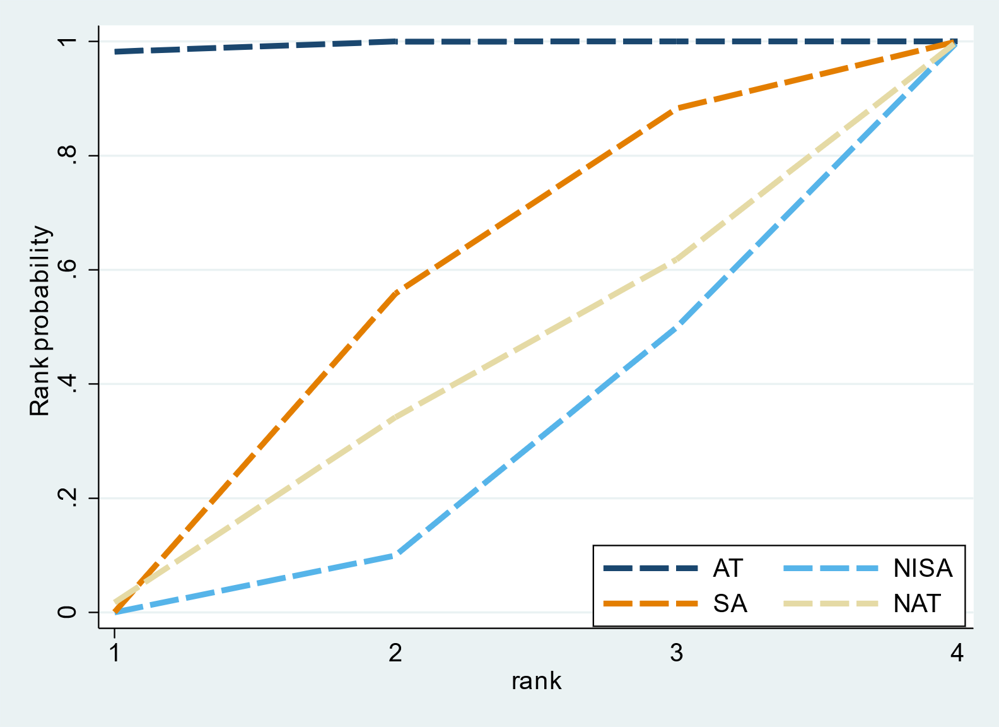 1
.8
.6
.4
.2
0
Rank probability
1 2 3 4
rank
AT NISA
SA NAT